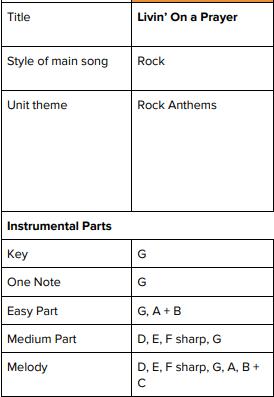 Title Livin’ On a Prayer
Style of main song Rock
Unit theme Rock Anthems
Instrumental Parts
Key G
One Note G
Easy Part G, A + B
Medium Part D, E, F sharp, G
Melody D, E, F sharp, G, A, B +
C